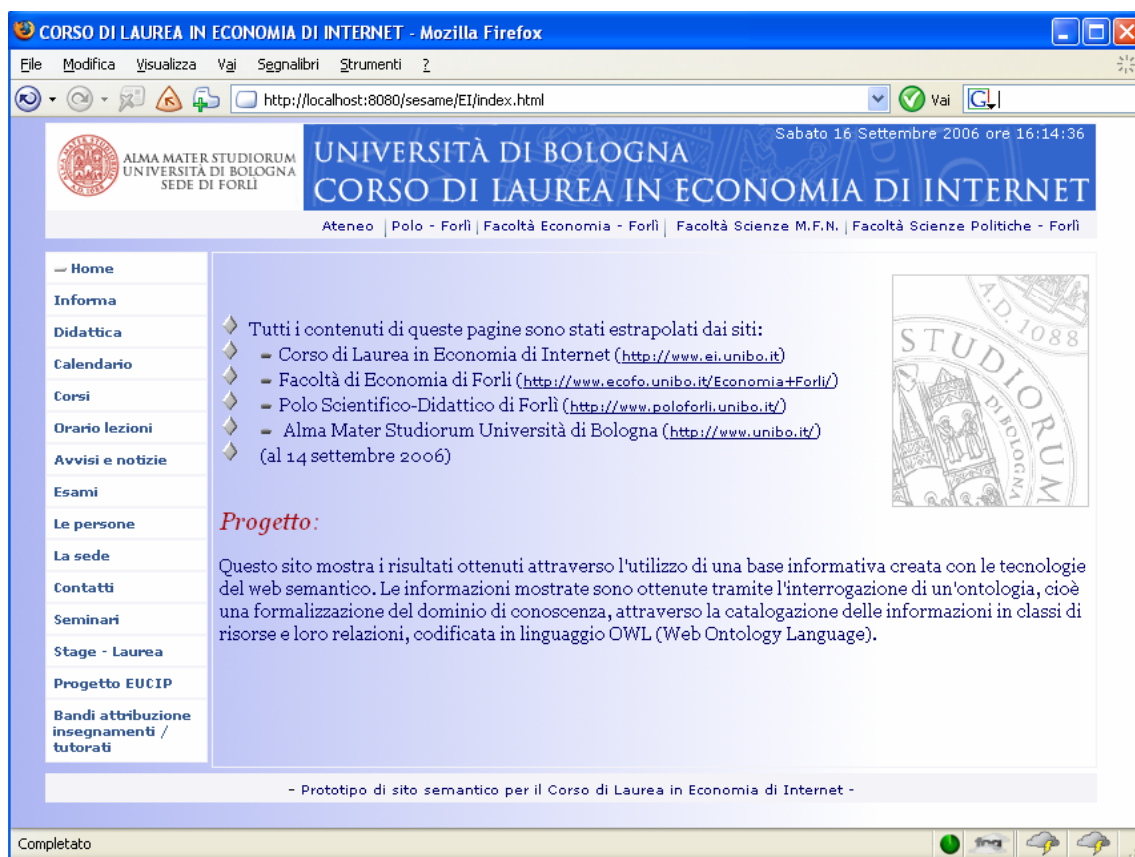 CORSO DI LAUREA IN ECONOMIA DI INTERNET - Mozilla Firefox
File Modifica Visualizza Vai Segnalibri Strumenti ?
http://localhost:8080/sesame/EI/index.html Vai G
Sabato 16 Settembre 2006 ore 16:14:36
ALMA MATER STUDIORUM
UNIVERSITÀ DI BOLOGNA
SEDE DI FORLÌ
UNIVERSITÀ DI BOLOGNA
CORSO DI LAUREA IN ECONOMIA DI INTERNET
Ateneo | Polo - Forlì | Facoltà Economia - Forlì | Facoltà Scienze M.F.N. | Facoltà Scienze Politiche - Forlì
Home
Informa
Didattica
Calendario
Corsi
Orario lezioni
Avvisi e notizie
Esami
Le persone
La sede
Contatti
Seminari
Stage - Laurea
Progetto EUCIP
Bandi attribuzione
insegnamenti /
tutorati
Tutti i contenuti di queste pagine sono stati estrapolati dai siti:
Corso di Laurea in Economia di Internet (http://www.ei.unibo.it)
Facoltà di Economia di Forli (http://www.ecofo.unibo.it/Economia+Forli/)
Polo Scientifico-Didattico di Forlì (http://www.poloforli.unibo.it/)
Alma Mater Studiorum Università di Bologna (http://www.unibo.it/)
(al 14 settembre 2006)
A.D. 1088
STUDIORUM
DI BOLOGNA
Progetto:
Questo sito mostra i risultati ottenuti attraverso l'utilizzo di una base informativa creata con le tecnologie
del web semantico. Le informazioni mostrate sono ottenute tramite l'interrogazione di un'ontologia, cioè
una formalizzazione del dominio di conoscenza, attraverso la catalogazione delle informazioni in classi di
risorse e loro relazioni, codificata in linguaggio OWL (Web Ontology Language).
- Prototipo di sito semantico per il Corso di Laurea in Economia di Internet -
Completato